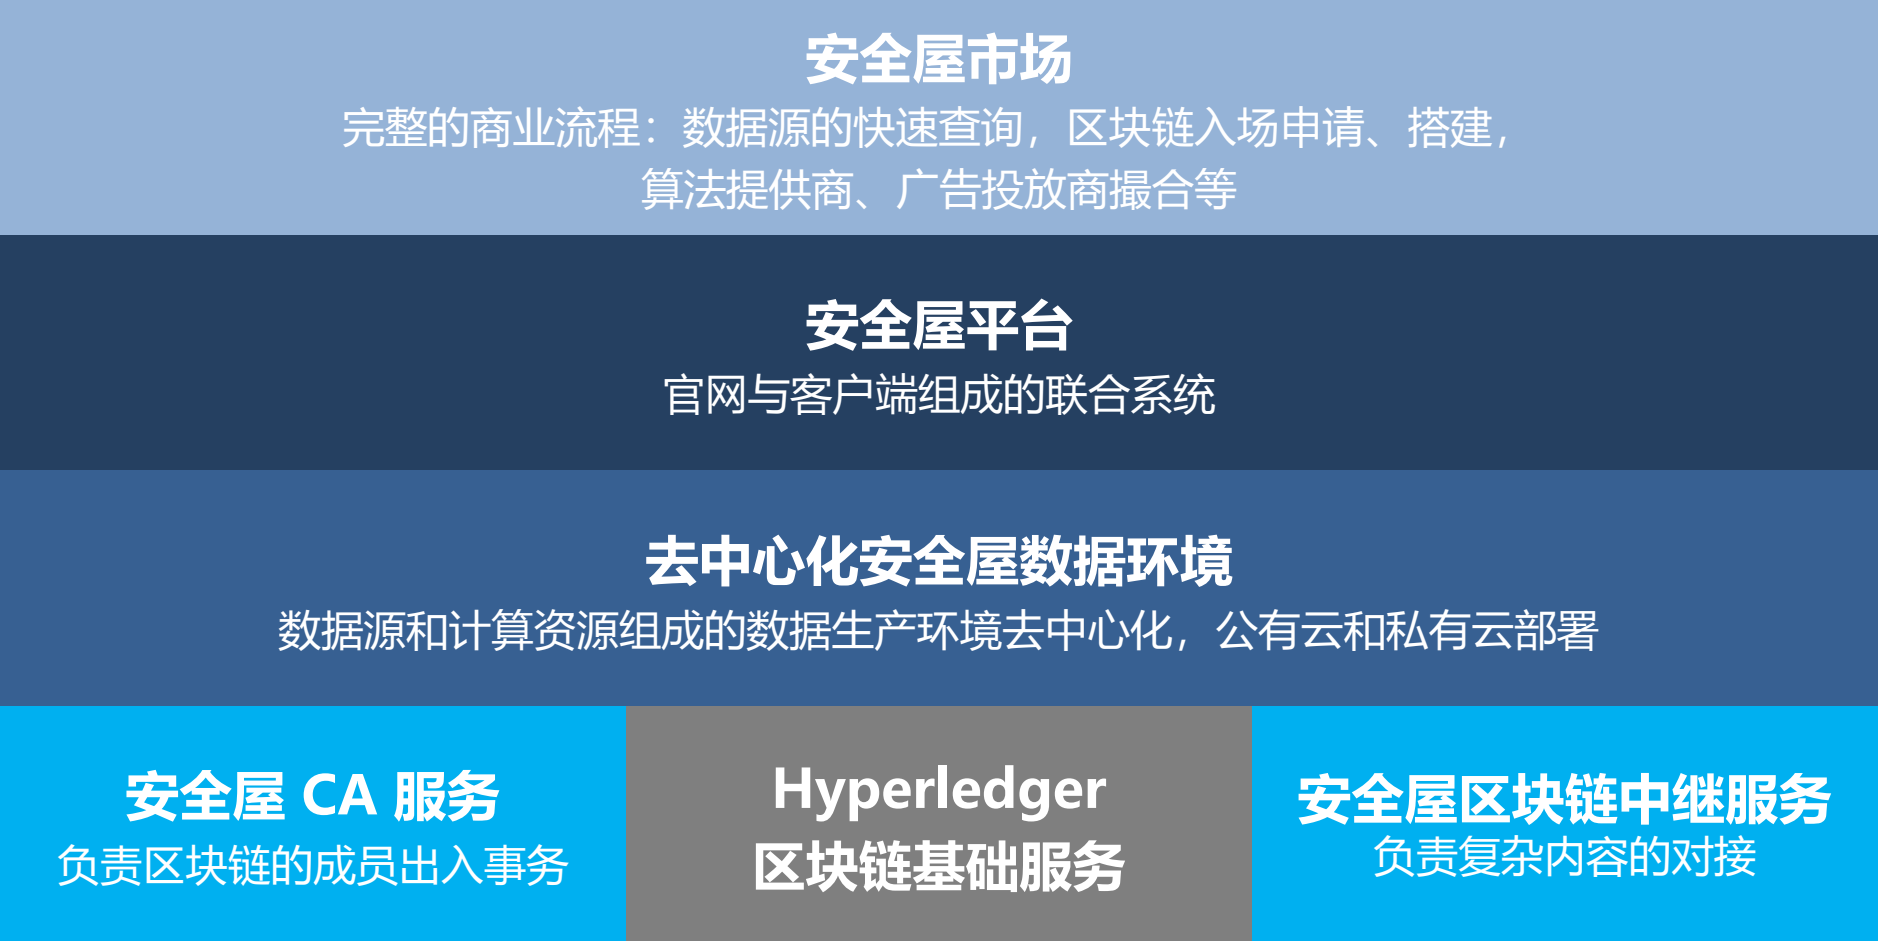 安全屋市场
完整的商业流程：数据源的快速查询，区块链入场申请、搭建，
算法提供商、广告投放商撮合等
安全屋平台
官网与客户端组成的联合系统
去中心化安全屋数据环境
数据源和计算资源组成的数据生产环境去中心化，公有云和私有云部署
安全屋 CA 服务
负责区块链的成员出入事务
Hyperledger
区块链基础服务
安全屋区块链中继服务
负责复杂内容的对接